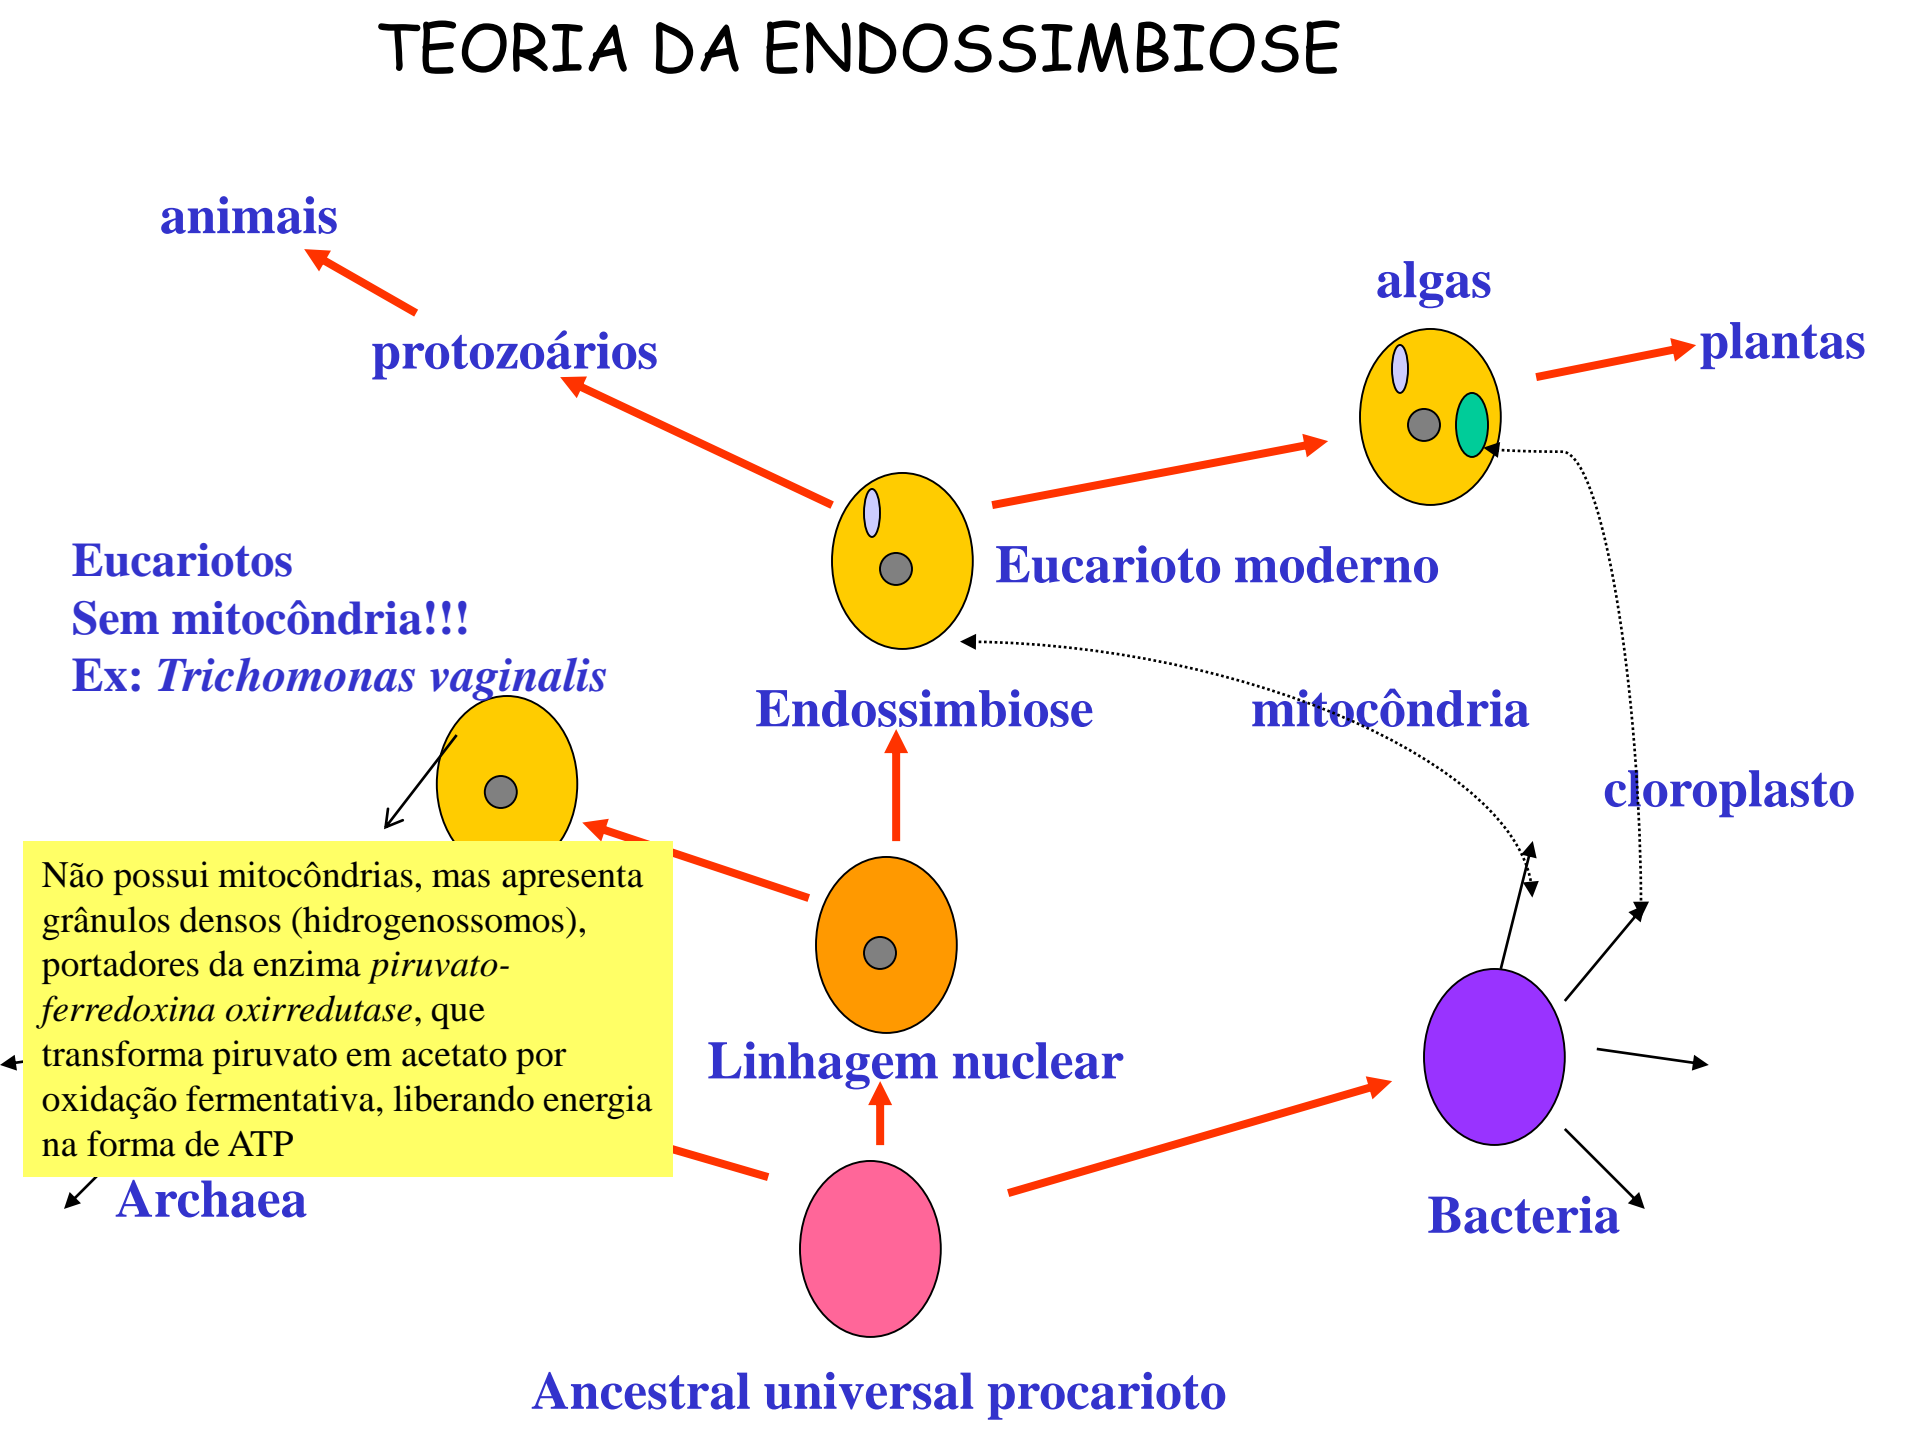 TEORIA DA ENDOSSIMBIOSE
animais
algas
plantas
protozoários
Eucariotos
Sem mitocôndria!!!
Ex: Trichomonas vaginalis
Eucarioto moderno
Endossimbiose
mitocôndria
cloroplasto
Não possui mitocôndrias, mas apresenta
grânulos densos (hidrogenossomos),
portadores da enzima piruvato-
ferredoxina oxirredutase, que
transforma piruvato em acetato por
oxidação fermentativa, liberando energia
na forma de ATP
Linhagem nuclear
Archaea
Bacteria
Ancestral universal procarioto